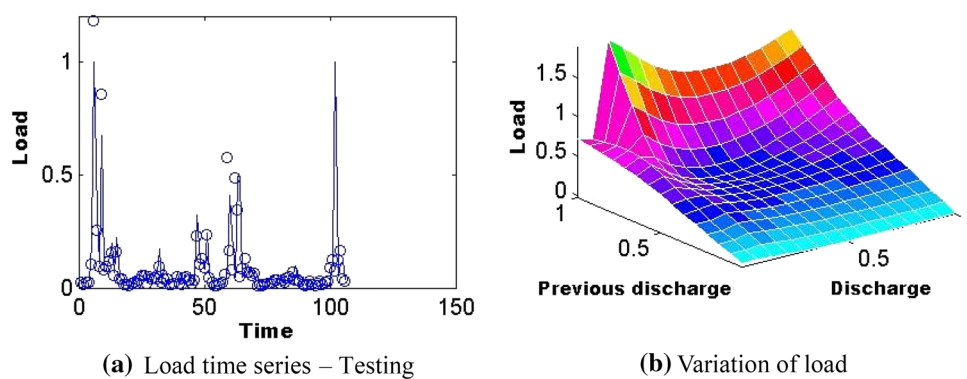 1
0.5
0
Load
0
50
100
150
Time
(a) Load time series – Testing
1.5
1
0.5
0
Load
1
0.5
Previous discharge
0.5
Discharge
(b) Variation of load